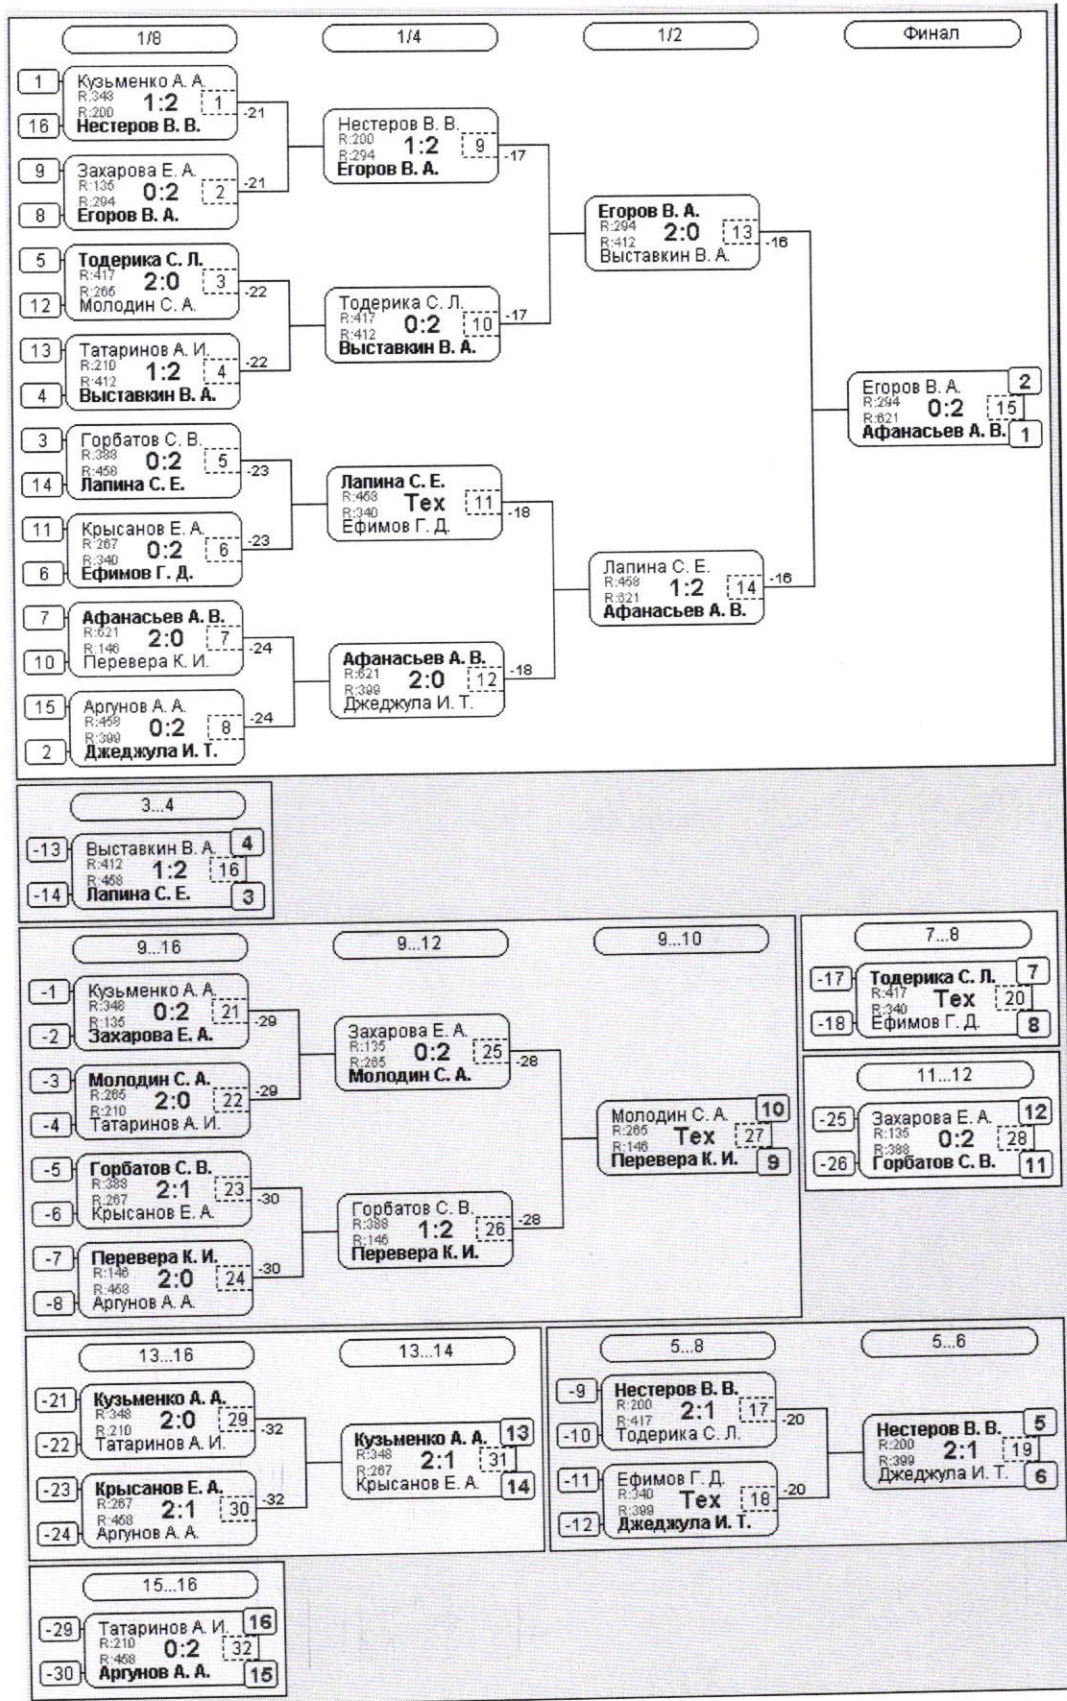 1/8
1/4
1/2
Финал
1
Кузьменко А. А.
R:348
1:2
1
R:200
16
Нестеров В. В.
-21
9
Захарова Е. А.
R:135
0:2
2
R:294
8
Егоров В. А.
-21
Нестеров В. В.
R:200
1:2
9
R:294
Егоров В. А.
-17
5
Тодерика С. Л.
R:417
2:0
3
R:265
12
Молодин С. А.
-22
13
Татаринов А. И.
R:210
1:2
4
R:412
4
Выставкин В. А.
-22
Тодерика С. Л.
R:417
0:2
10
R:412
Выставкин В. А.
-17
Егоров В. А.
R:294
2:0
13
R:412
Выставкин В. А.
-16
3
Горбатов С. В.
R:388
0:2
5
R:458
14
Лапина С. Е.
-23
11
Крысанов Е. А.
R:267
0:2
6
R:340
6
Ефимов Г. Д.
-23
Лапина С. Е.
R:458
Тех
11
R:340
Ефимов Г. Д.
-18
7
Афанасьев А. В.
R:621
2:0
7
R:146
10
Перевера К. И.
-24
15
Аргунов А. А.
R:458
0:2
8
R:399
2
Джеджула И. Т.
-24
Афанасьев А. В.
R:621
2:0
12
R:399
Джеджула И. Т.
-18
Лапина С. Е.
R:458
1:2
14
R:621
Афанасьев А. В.
-16
Егоров В. А.
2
R:294
0:2
15
R:621
Афанасьев А. В.
1
3...4
-13
Выставкин В. А.
4
R:412
1:2
16
R:458
-14
Лапина С. Е.
3
9...16
9...12
9...10
-1
Кузьменко А. А.
R:348
0:2
21
R:135
-2
Захарова Е. А.
-29
-3
Молодин С. А.
R:265
2:0
22
R:210
-4
Татаринов А. И.
-29
Захарова Е. А.
R:135
0:2
25
R:265
Молодин С. А.
-28
-5
Горбатов С. В.
R:388
2:1
23
R:267
-6
Крысанов Е. А.
-30
-7
Перевера К. И.
R:146
2:0
24
R:458
-8
Аргунов А. А.
-30
Горбатов С. В.
R:388
1:2
26
R:146
Перевера К. И.
-28
Молодин С. А.
10
R:265
Тех
27
R:146
Перевера К. И.
9
7...8
-17
Тодерика С. Л.
7
R:417
Тех
20
R:340
-18
Ефимов Г. Д.
8
11...12
-25
Захарова Е. А.
12
R:135
0:2
28
R:388
-26
Горбатов С. В.
11
13...16
13...14
-21
Кузьменко А. А.
R:348
2:0
29
R:210
-22
Татаринов А. И.
-32
-23
Крысанов Е. А.
R:267
2:1
30
R:458
-24
Аргунов А. А.
-32
Кузьменко А. А.
13
R:348
2:1
31
R:267
Крысанов Е. А.
14
5...8
5...6
-9
Нестеров В. В.
R:200
2:1
17
R:417
-10
Тодерика С. Л.
-20
-11
Ефимов Г. Д.
R:340
Тех
18
R:399
-12
Джеджула И. Т.
-20
Нестеров В. В.
5
R:200
2:1
19
R:399
Джеджула И. Т.
6
15...16
-29
Татаринов А. И.
16
R:210
0:2
32
R:458
-30
Аргунов А. А.
15